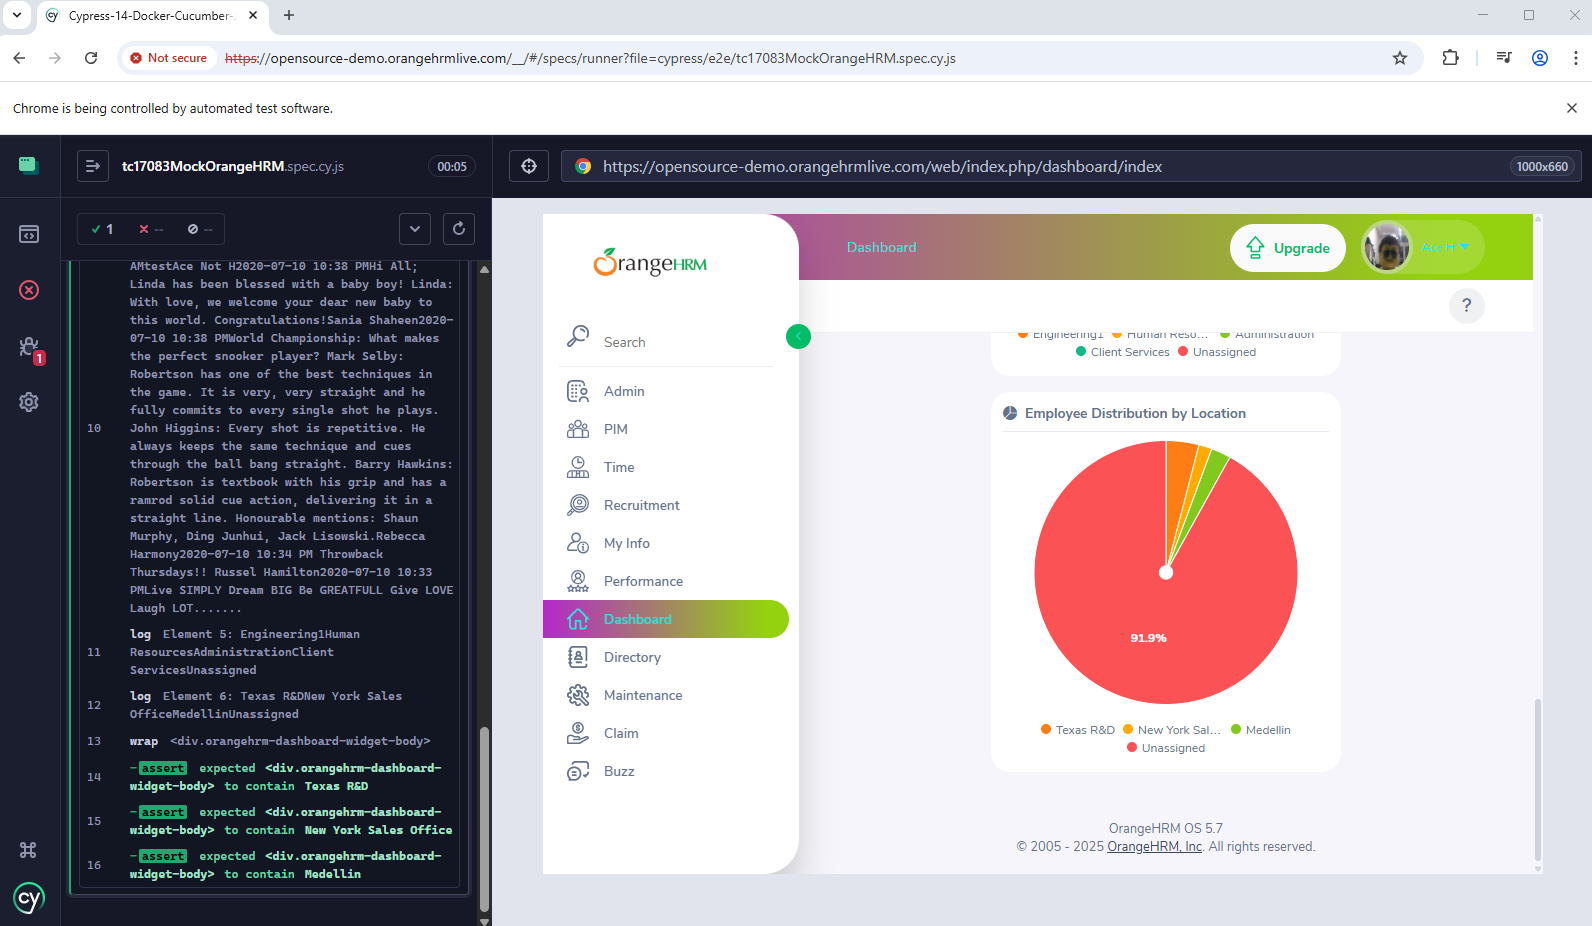 Cypress-14-Docker-Cucumber-
Not secure
https://opensource-demo.orangehrmlive.com/__/#/specs/runner?file=cypress/e2e/tc17083MockOrangeHRM.spec.cy.js
Chrome is being controlled by automated test software.
tc17083MockOrangeHRM.spec.cy.js
00:05
1 -- --
AMtestAce Not H2020-07-10 10:38 PMHi All;
Linda has been blessed with a baby boy! Linda:
With love, we welcome your dear new baby to
this world. Congratulations!Sania Shaheen2020-
07-10 10:38 PMWorld Championship: What makes
the perfect snooker player? Mark Selby:
Robertson has one of the best techniques in
the game. It is very, very straight and he
fully commits to every single shot he plays.
10 John Higgins: Every shot is repetitive. He
always keeps the same technique and cues
through the ball bang straight. Barry Hawkins:
Robertson is textbook with his grip and has a
ramrod solid cue action, delivering it in a
straight line. Honourable mentions: Shaun
Murphy, Ding Junhui, Jack Lisowski.Rebecca
Harmony2020-07-10 10:34 PM Throwback
Thursdays!! Russel Hamilton2020-07-10 10:33
PMLive SIMPLY Dream BIG Be GREATFULL Give LOVE
Laugh LOT.......
log Element 5: Engineering1Human
11 ResourcesAdministrationClient
ServicesUnassigned
log Element 6: Texas R&DNew York Sales
12 OfficeMedellinUnassigned
13 wrap <div.orangehrm-dashboard-widget-body>
14 -assert expected <div.orangehrm-dashboard-
widget-body> to contain Texas R&D
15 -assert expected <div.orangehrm-dashboard-
widget-body> to contain New York Sales Office
16 -assert expected <div.orangehrm-dashboard-
widget-body> to contain Medellin
1
cy
https://opensource-demo.orangehrmlive.com/web/index.php/dashboard/index
1000x660
OrangeHRM
Search
Admin
PIM
Time
Recruitment
My Info
Performance
Dashboard
Directory
Maintenance
Claim
Buzz
Dashboard
Upgrade
?
Engineering1 Human Reso... Administration
Client Services Unassigned
Employee Distribution by Location
91.9%
Texas R&D New York Sal... Medellin
Unassigned
OrangeHRM OS 5.7
© 2005 - 2025 OrangeHRM, Inc. All rights reserved.